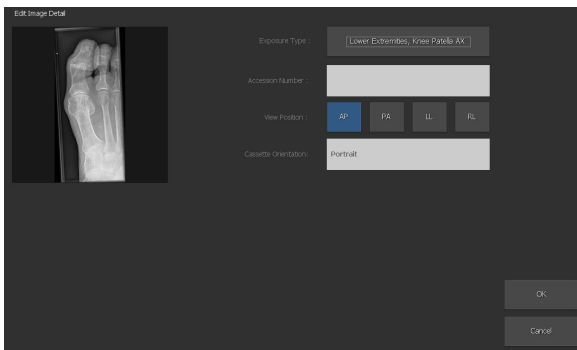 Edit Image Detail
Exposure Type :
Lower Extremities, Knee Patella AX
Accession Number :
View Position :
AP
PA
LL
RL
Cassette Orientation:
Portrait
OK
Cancel